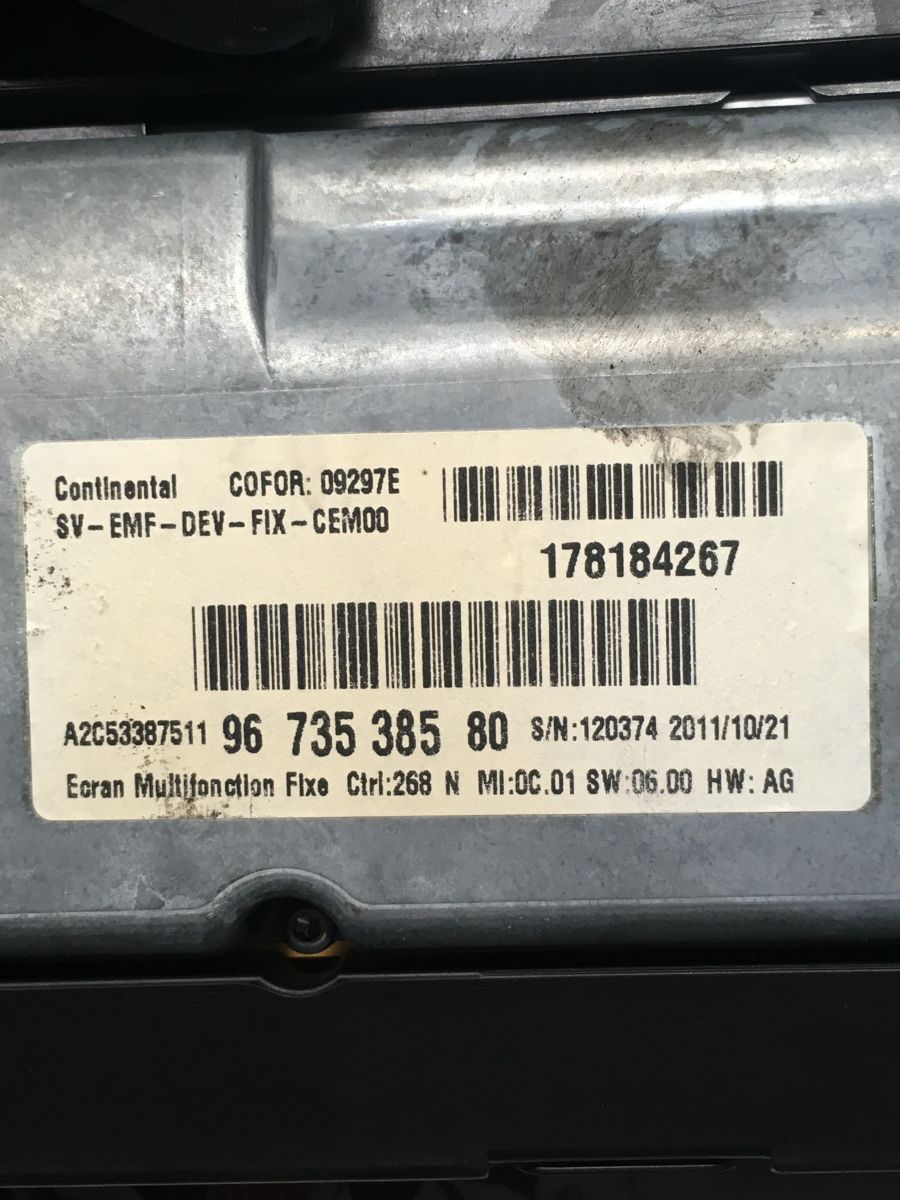 Continental COFOR: 09297E
SV-EMF-DEV-FIX-CEM00
178184267
A2C53387511 96 735 385 80 S/N:120374 2011/10/21
Ecran Multifonction Fixe Ctrl:268 N MI:0C.01 SW:06.00 HW: AG